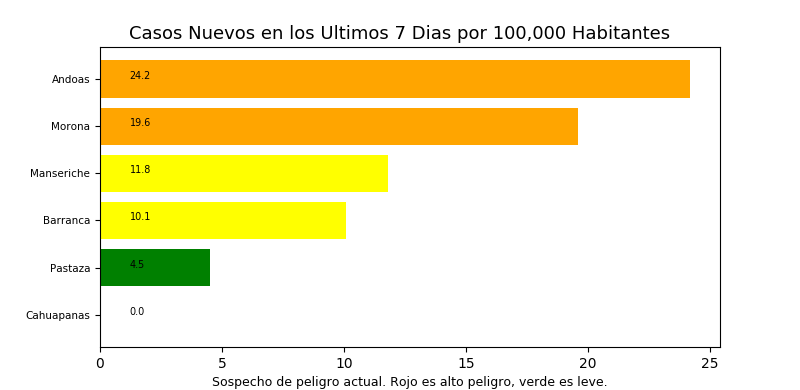 Casos Nuevos en los Ultimos 7 Dias por 100,000 Habitantes
Andoas 24.2
Morona 19.6
Manseriche 11.8
Barranca 10.1
Pastaza 4.5
Cahuapanas 0.0
0 5 10 15 20 25
Sospecho de peligro actual. Rojo es alto peligro, verde es leve.